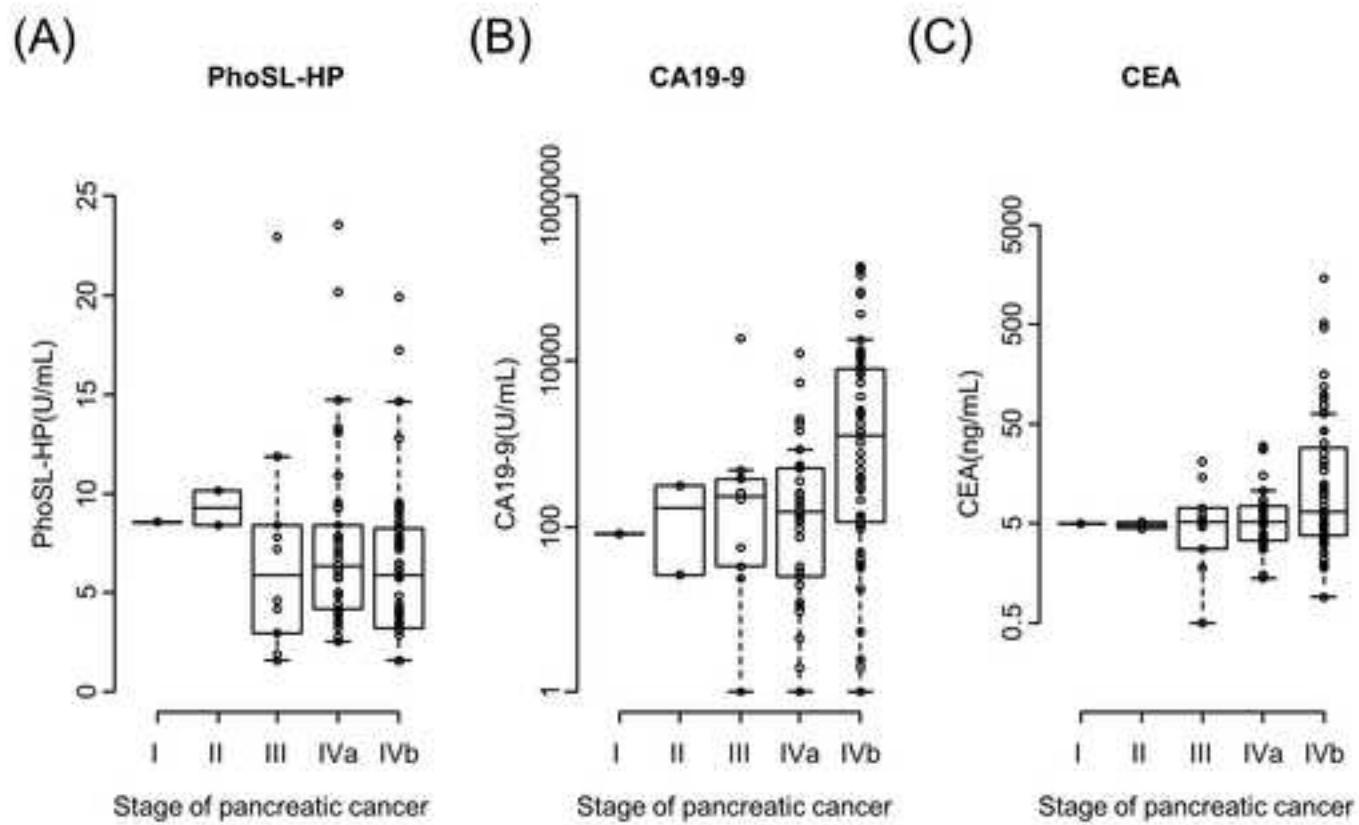 (A)
PhoSL-HP
PhoSL-HP(U/mL)
25
20
15
10
5
0
I II III IVa IVb
Stage of pancreatic cancer
(B)
CA19-9
CA19-9(U/mL)
1000000
10000
100
1
I II III IVa IVb
Stage of pancreatic cancer
(C)
CEA
CEA(ng/mL)
5000
500
50
5
0.5
I II III IVa IVb
Stage of pancreatic cancer